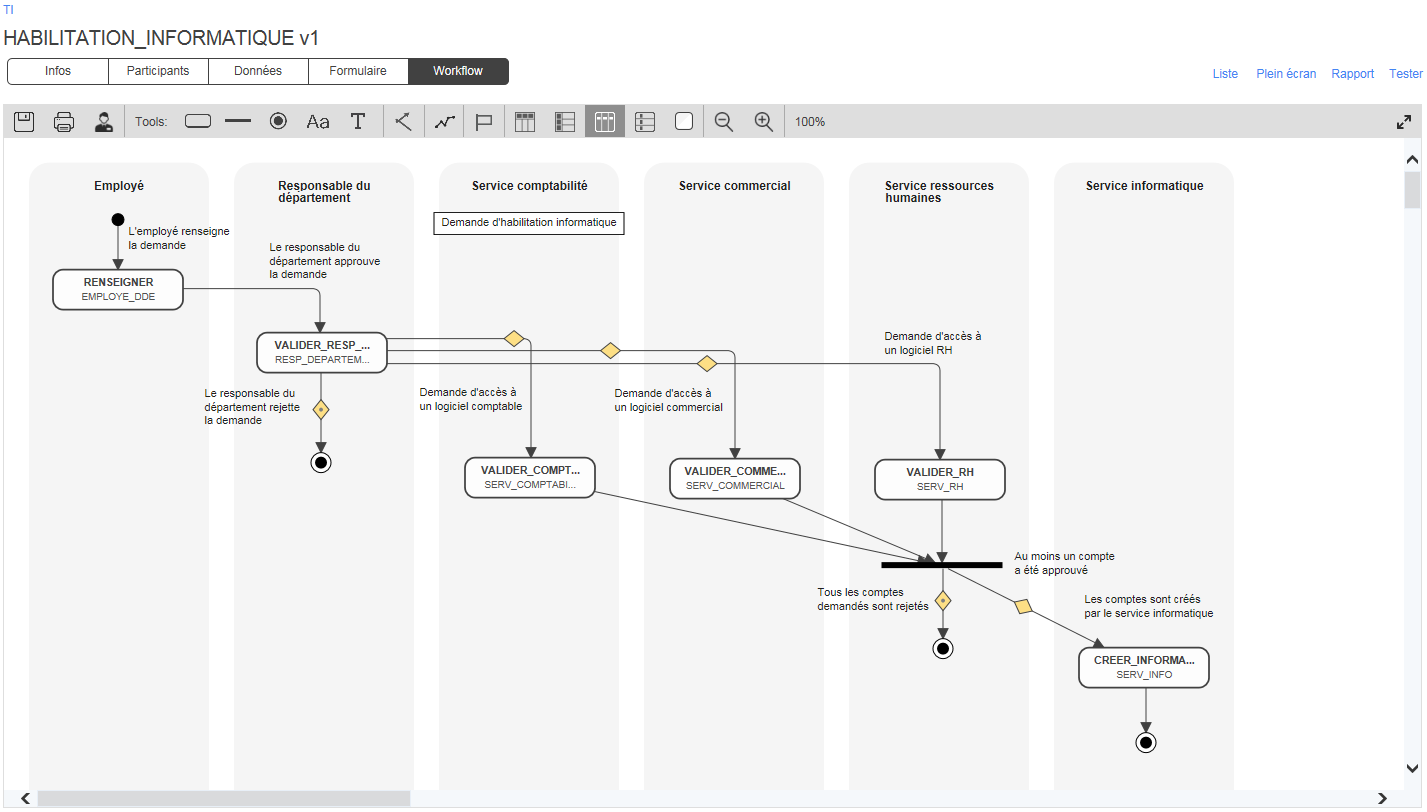 TI
HABILITATION_INFORMATIQUE v1
Infos
Participants
Données
Formulaire
Workflow
Liste
Plein écran
Rapport
Tester
Tools:
Aa
T
100%
Employé
Responsable du
département
Service comptabilité
Service commercial
Service ressources
humaines
Service informatique
Demande d'habilitation informatique
L'employé renseigne
la demande
Le responsable du
département approuve
la demande
RENSEIGNER
EMPLOYE_DDE
VALIDER_RESP_...
RESP_DEPARTEM...
Demande d'accès à
un logiciel RH
Le responsable du
département rejette
la demande
Demande d'accès à
un logiciel comptable
Demande d'accès à
un logiciel commercial
VALIDER_COMPT...
SERV_COMPTABI...
VALIDER_COMME...
SERV_COMMERCIAL
VALIDER_RH
SERV_RH
Au moins un compte
a été approuvé
Tous les comptes
demandés sont rejetés
Les comptes sont créés
par le service informatique
CREER_INFORMA...
SERV_INFO